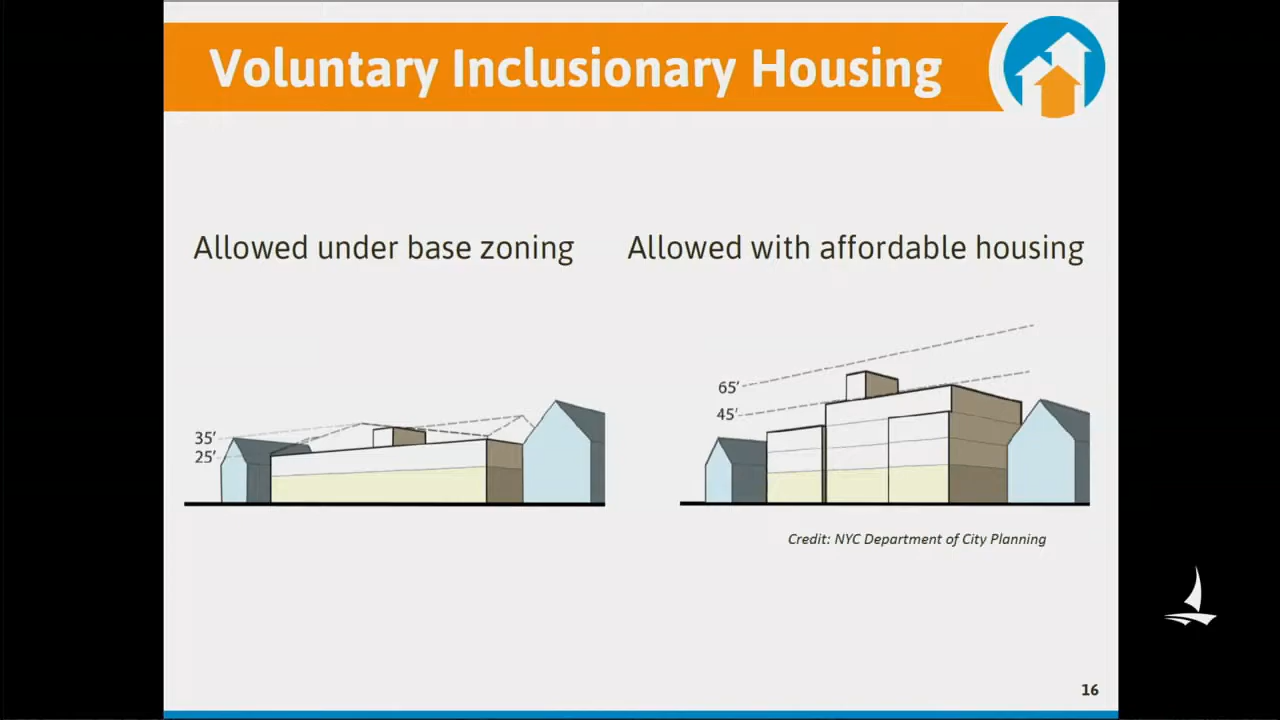 Voluntary Inclusionary Housing
Allowed under base zoning
Allowed with affordable housing
35′
25′
65′
45′
Credit: NYC Department of City Planning
16